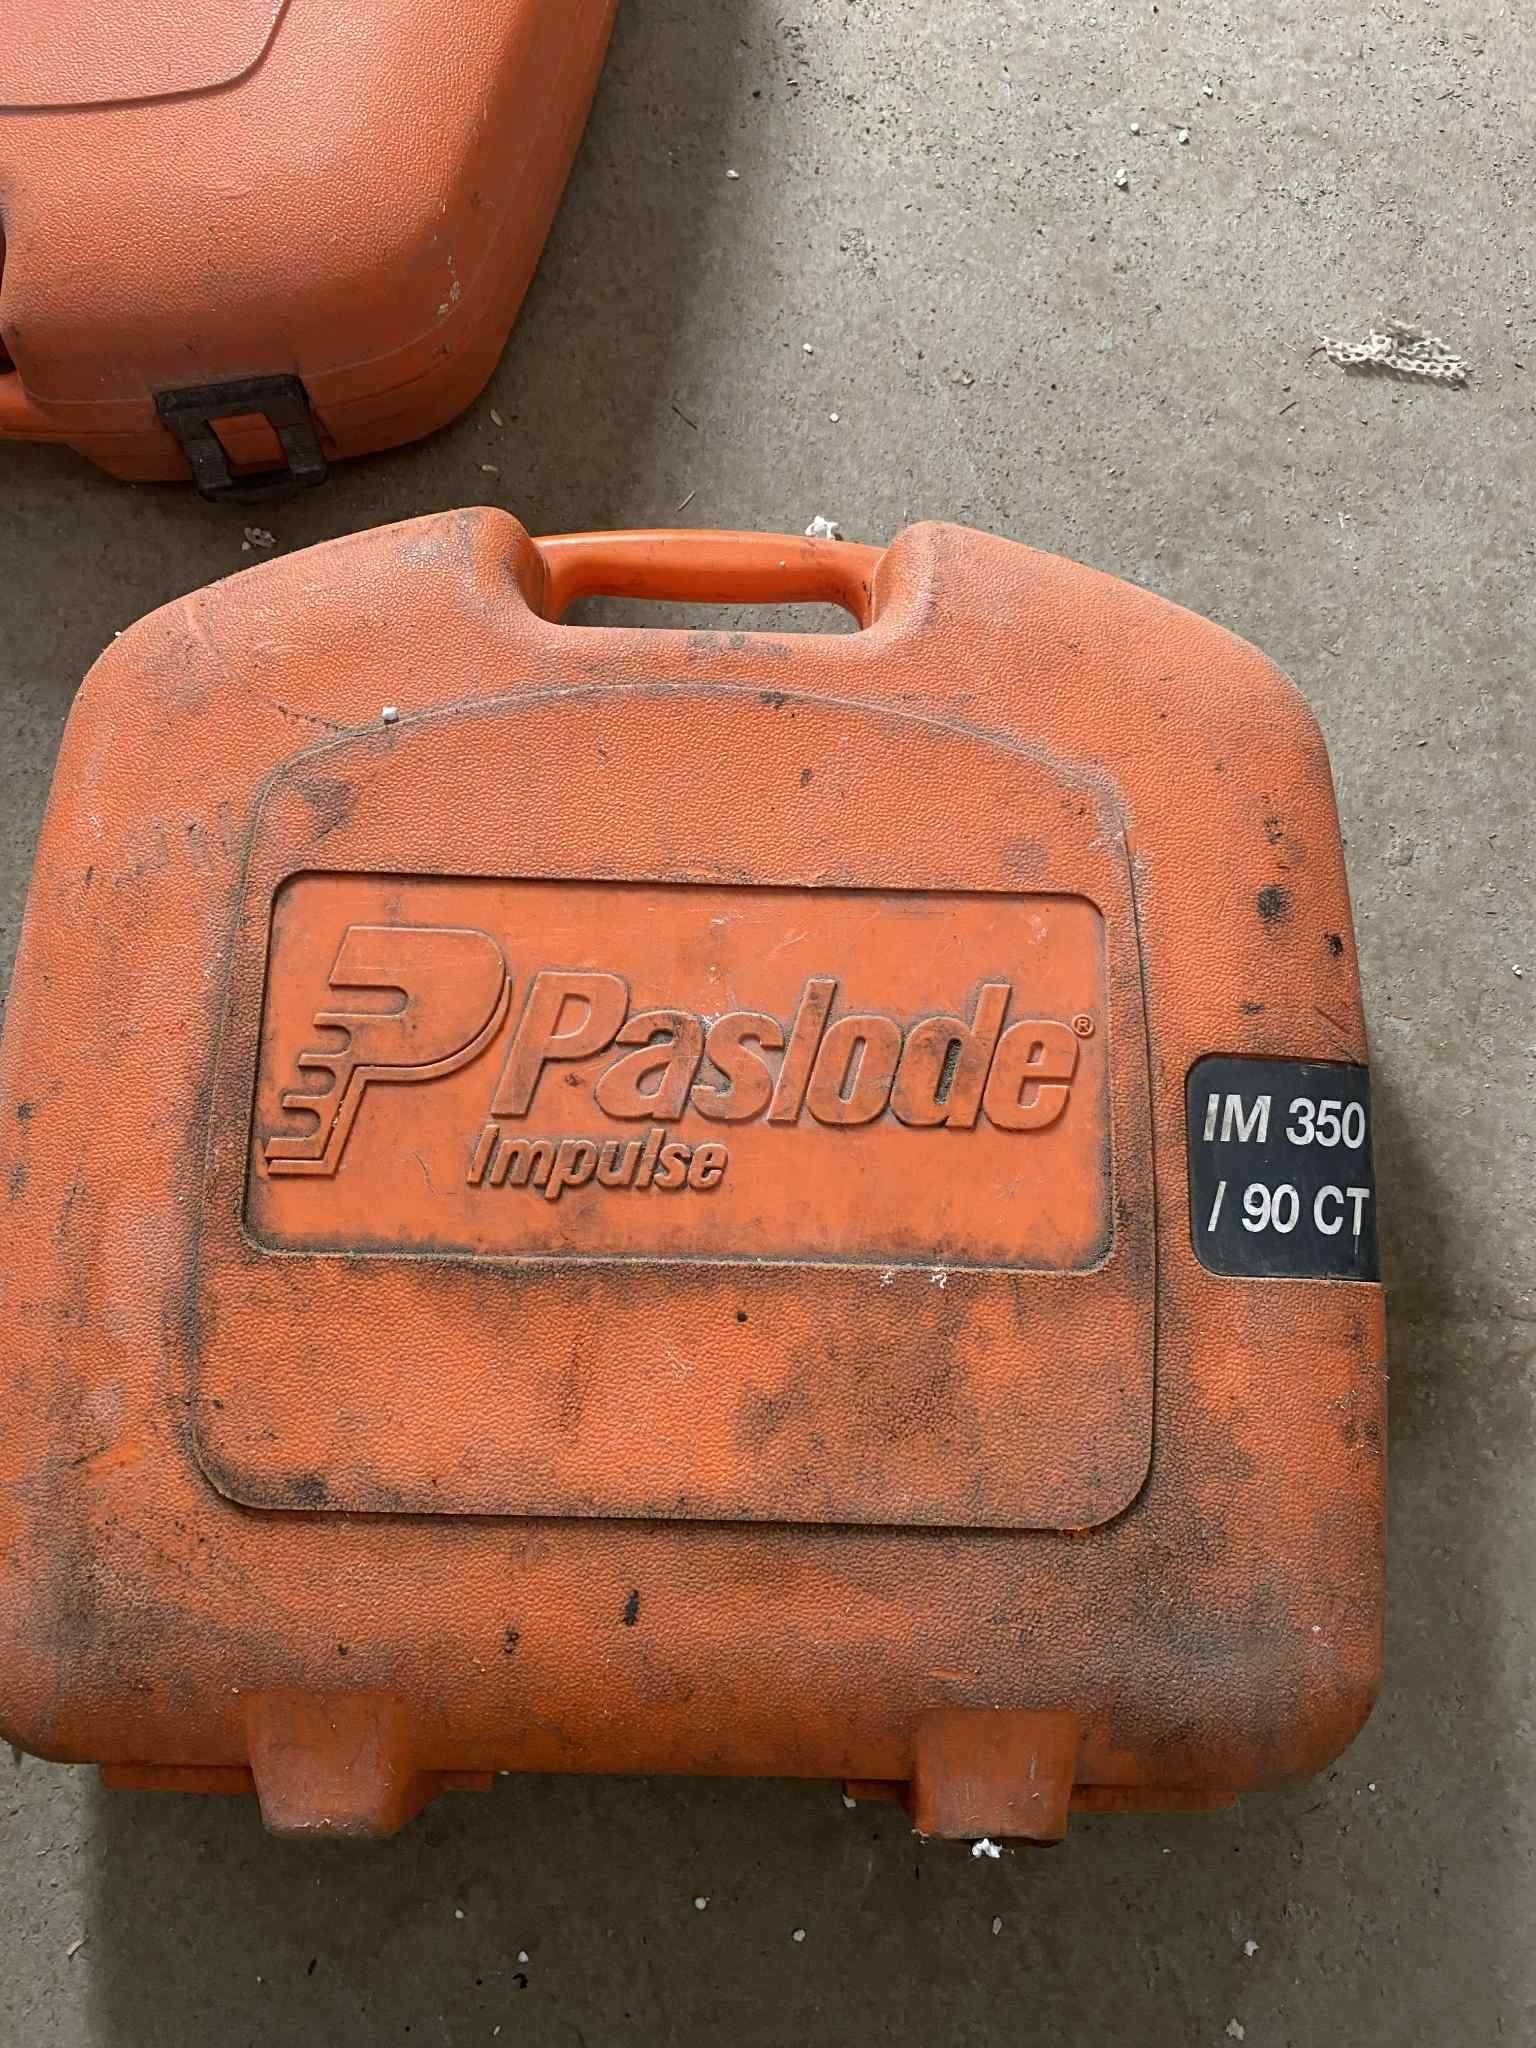 Paslode®
Impulse
IM 350
/ 90 CT